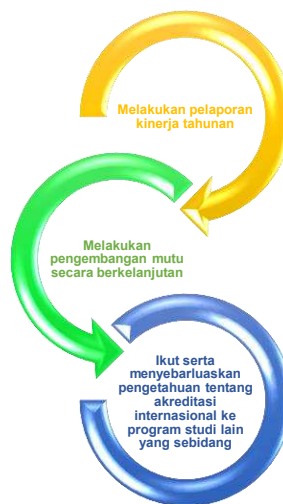 Melakukan pelaporan
kinerja tahunan
Melakukan
pengembangan mutu
secara berkelanjutan
Ikut serta
menyebarluaskan
pengetahuan tentang
akreditasi
internasional ke
program studi lain
yang sebidang